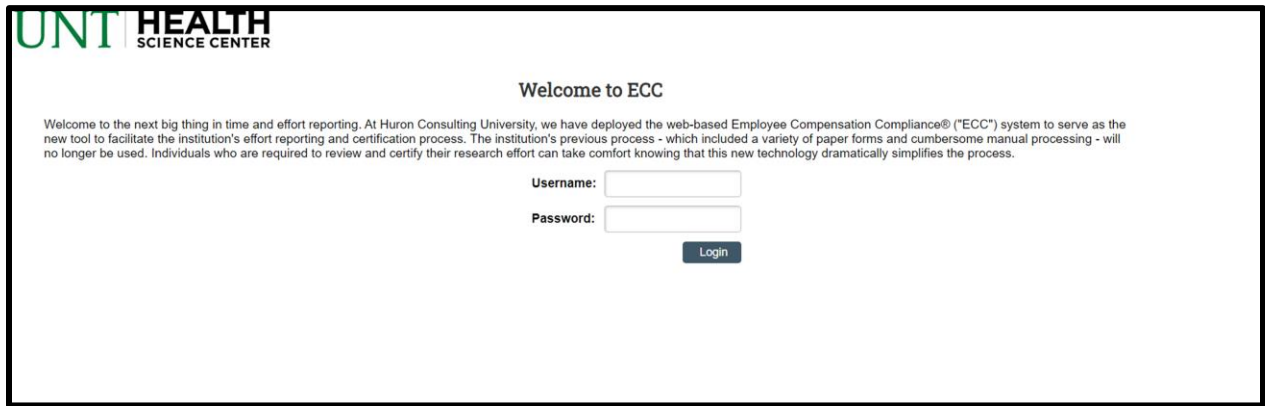 UNT HEALTH
SCIENCE CENTER
Welcome to ECC
Welcome to the next big thing in time and effort reporting. At Huron Consulting University, we have deployed the web-based Employee Compensation Compliance® ("ECC") system to serve as the
new tool to facilitate the institution's effort reporting and certification process. The institution's previous process - which included a variety of paper forms and cumbersome manual processing - will
no longer be used. Individuals who are required to review and certify their research effort can take comfort knowing that this new technology dramatically simplifies the process.
Username:
Password:
Login